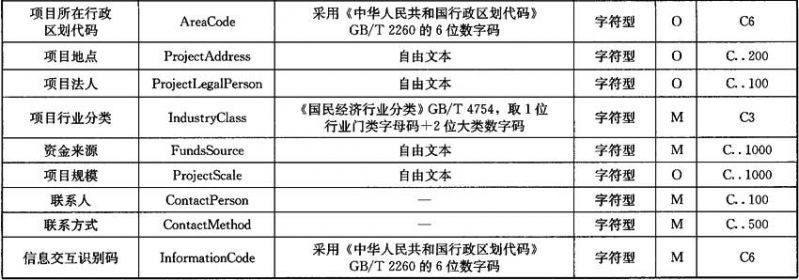 项目所在行政 区划代码 AreaCode 采用《中华人民共和国行政区划代码》 GB/T 2260 的 6 位数字码 字符型 O C6
项目地点 ProjectAddress 自由文本 字符型 O C..200
项目法人 ProjectLegalPerson 自由文本 字符型 O C..100
项目行业分类 IndustryClass 《国民经济行业分类》GB/T 4754，取 1 位 行业门类字母码＋2 位大类数字码 字符型 M C3
资金来源 FundsSource 自由文本 字符型 M C..1000
项目规模 ProjectScale 自由文本 字符型 O C..1000
联系人 ContactPerson — 字符型 M C..100
联系方式 ContactMethod — 字符型 M C..500
信息交互识别码 InformationCode 采用《中华人民共和国行政区划代码》 GB/T 2260 的 6 位数字码 字符型 M C6